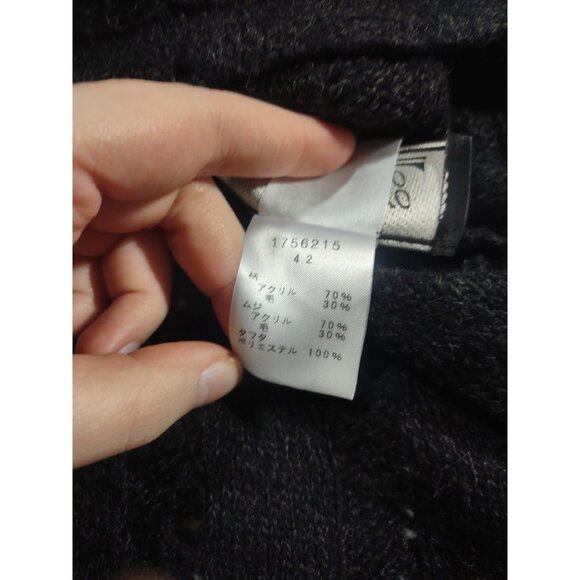 1756215
42
柄
アクリル 70%
毛 30%
ムジ
アクリル 70%
毛 30%
タフタ
ポリエステル 100%